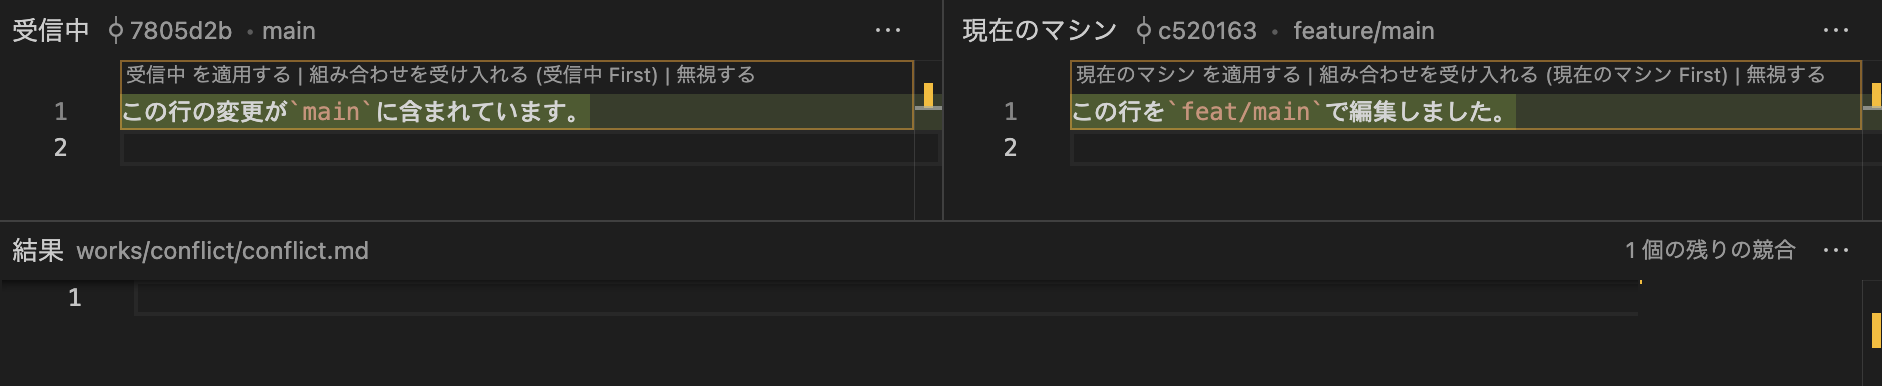 受信中 7805d2b • main ···
受信中 を適用する | 組み合わせを受け入れる (受信中 First) | 無視する
1 この行の変更が`main`に含まれています。
2
現在のマシン c520163 • feature/main ···
現在のマシン を適用する | 組み合わせを受け入れる (現在のマシン First) | 無視する
1 この行を`feat/main`で編集しました。
2
結果 works/conflict/conflict.md 1 個の残りの競合 ···
1